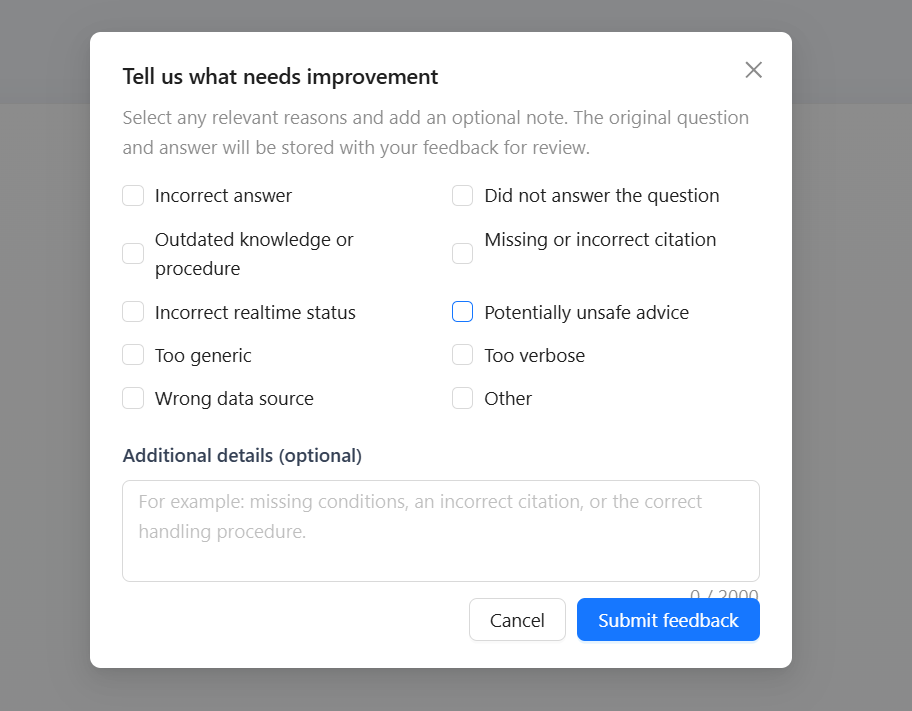 Tell us what needs improvement
Select any relevant reasons and add an optional note. The original question
and answer will be stored with your feedback for review.
Incorrect answer
Did not answer the question
Outdated knowledge or
procedure
Missing or incorrect citation
Incorrect realtime status
Potentially unsafe advice
Too generic
Too verbose
Wrong data source
Other
Additional details (optional)
For example: missing conditions, an incorrect citation, or the correct
handling procedure.
0 / 2000
Cancel
Submit feedback